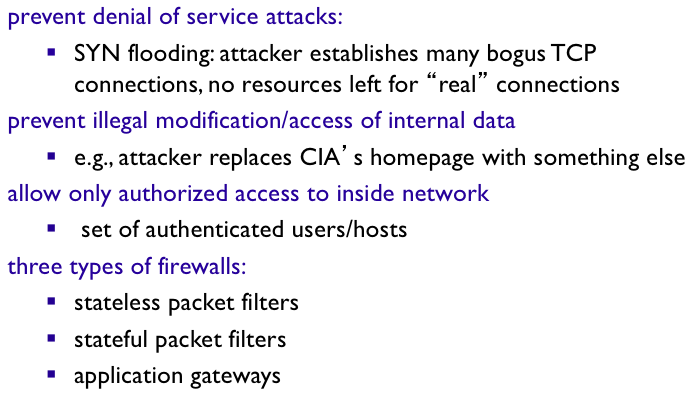 prevent denial of service attacks:
▪ SYN flooding: attacker establishes many bogus TCP
connections, no resources left for “real” connections
prevent illegal modification/access of internal data
▪ e.g., attacker replaces CIA’s homepage with something else
allow only authorized access to inside network
▪ set of authenticated users/hosts
three types of firewalls:
▪ stateless packet filters
▪ stateful packet filters
▪ application gateways